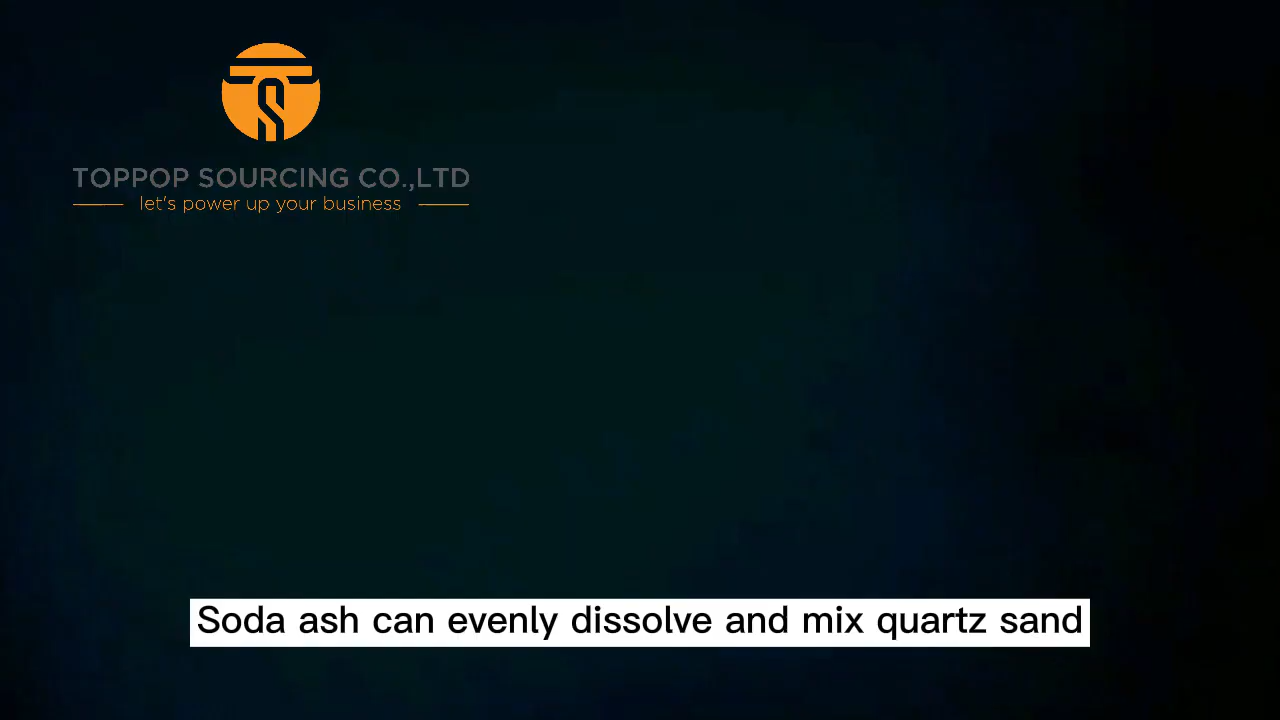 TOPPOP SOURCING CO.,LTD
let's power up your business
Soda ash can evenly dissolve and mix quartz sand